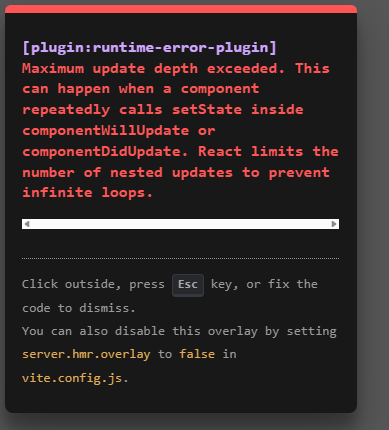 [plugin:runtime-error-plugin]
Maximum update depth exceeded. This
can happen when a component
repeatedly calls setState inside
componentWillUpdate or
componentDidUpdate. React limits the
number of nested updates to prevent
infinite loops.
Click outside, press Esc key, or fix the
code to dismiss.
You can also disable this overlay by setting
server.hmr.overlay to false in
vite.config.js.